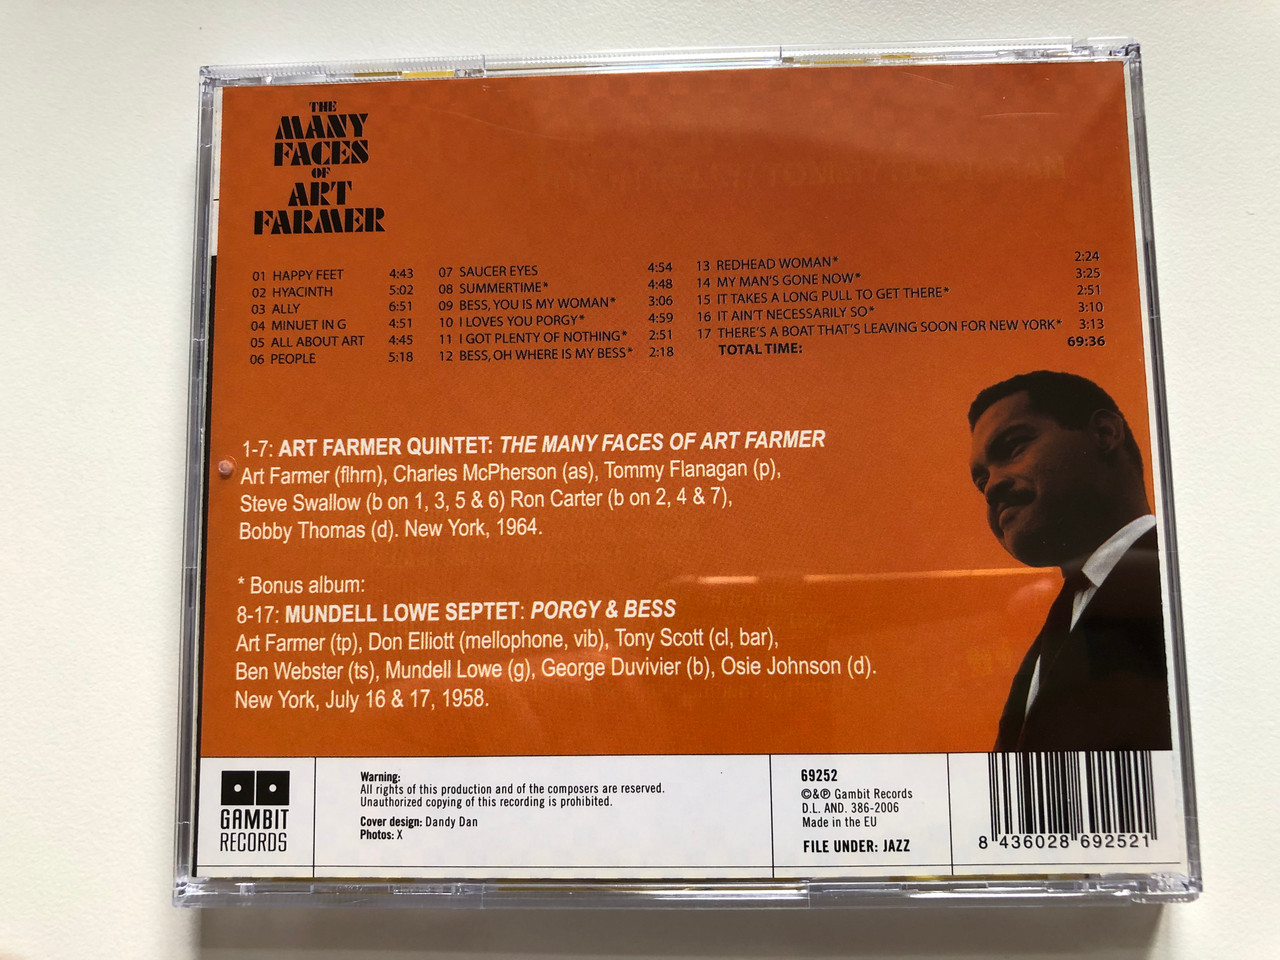 THE
MANY
FACES
OF
ART
FARMER
01 HAPPY FEET 4:43
02 HYACINTH 5:02
03 ALLY 6:51
04 MINUET IN G 4:51
05 ALL ABOUT ART 4:45
06 PEOPLE 5:18
07 SAUCER EYES 4:54
08 SUMMERTIME* 4:48
09 BESS, YOU IS MY WOMAN* 3:06
10 I LOVES YOU PORGY* 4:59
11 I GOT PLENTY OF NOTHING* 2:51
12 BESS, OH WHERE IS MY BESS* 2:18
13 REDHEAD WOMAN* 2:24
14 MY MAN'S GONE NOW* 3:25
15 IT TAKES A LONG PULL TO GET THERE* 2:51
16 IT AIN'T NECESSARILY SO* 3:10
17 THERE'S A BOAT THAT'S LEAVING SOON FOR NEW YORK* 3:13
TOTAL TIME: 69:36
1-7: ART FARMER QUINTET: THE MANY FACES OF ART FARMER
Art Farmer (flhrn), Charles McPherson (as), Tommy Flanagan (p),
Steve Swallow (b on 1, 3, 5 & 6) Ron Carter (b on 2, 4 & 7),
Bobby Thomas (d). New York, 1964.
* Bonus album:
8-17: MUNDELL LOWE SEPTET: PORGY & BESS
Art Farmer (tp), Don Elliott (mellophone, vib), Tony Scott (cl, bar),
Ben Webster (ts), Mundell Lowe (g), George Duvivier (b), Osie Johnson (d).
New York, July 16 & 17, 1958.
GAMBIT
RECORDS
Warning:
All rights of this production and of the composers are reserved.
Unauthorized copying of this recording is prohibited.
Cover design: Dandy Dan
Photos: X
69252
©&℗ Gambit Records
D.L. AND. 386-2006
Made in the EU
FILE UNDER: JAZZ
8 436028 692521